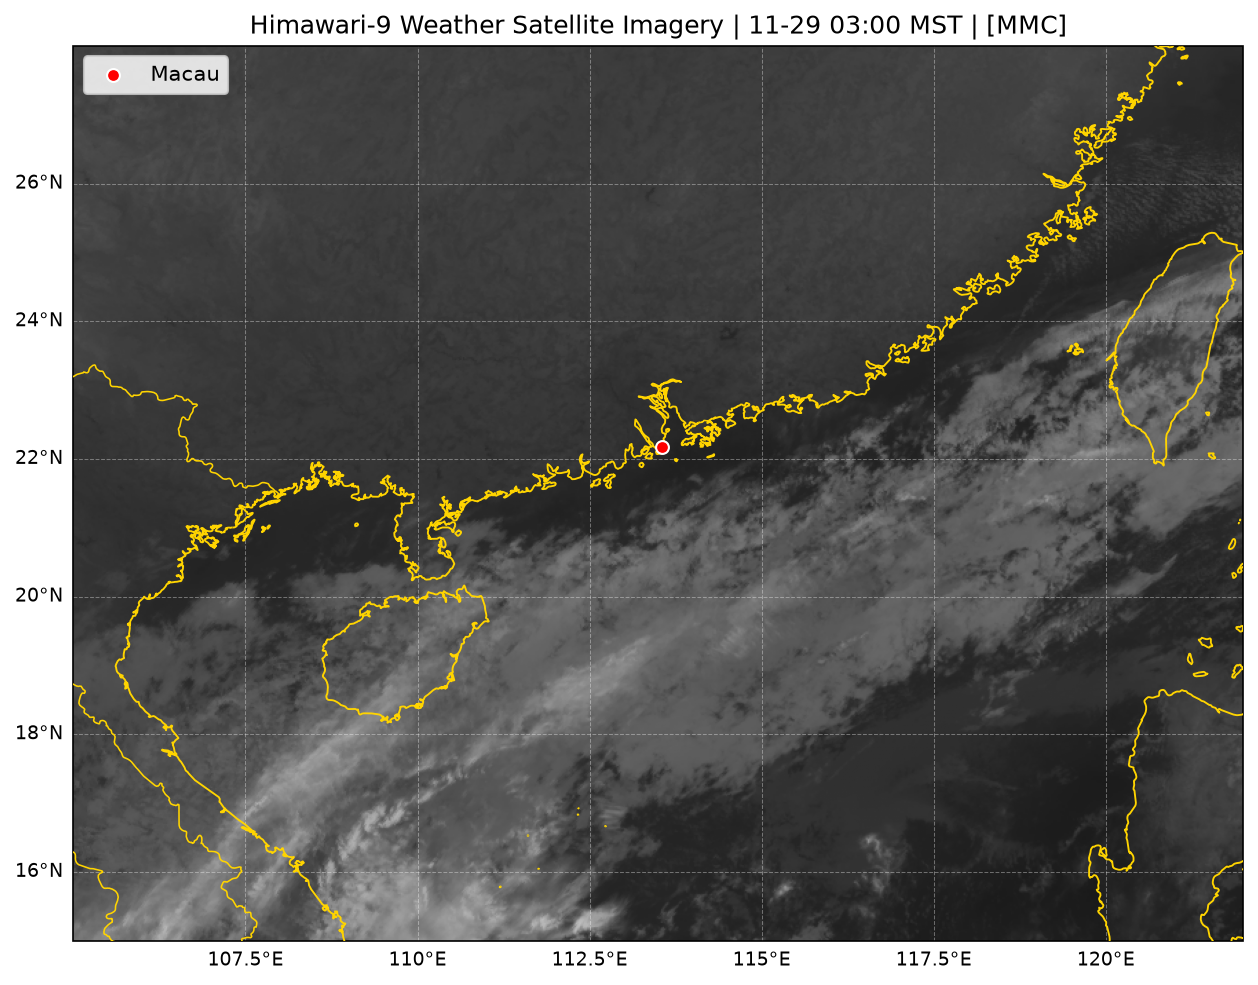 Himawari-9 Weather Satellite Imagery | 11-29 03:00 MST | [MMC]
Macau
26°N
24°N
22°N
20°N
18°N
16°N
107.5°E
110°E
112.5°E
115°E
117.5°E
120°E